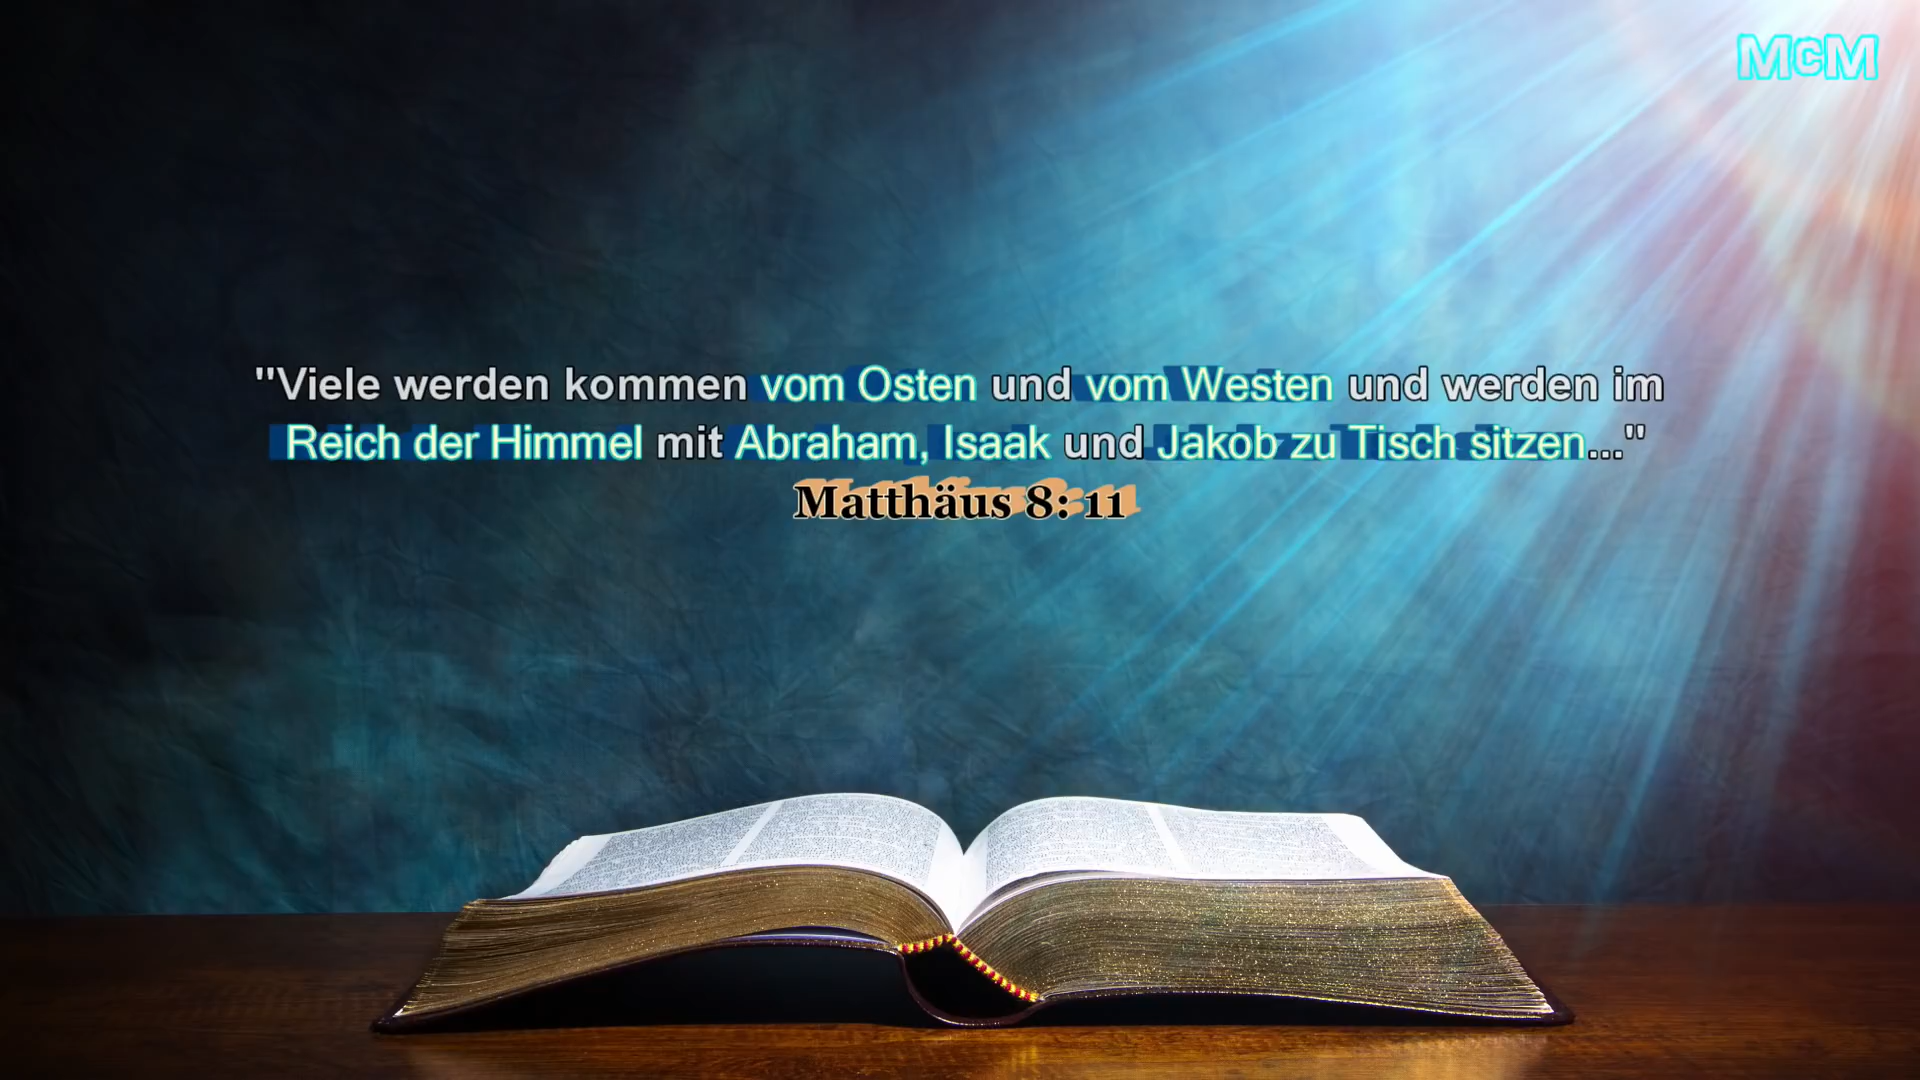 McM
"Viele werden kommen vom Osten und vom Westen und werden im
Reich der Himmel mit Abraham, Isaak und Jakob zu Tisch sitzen..."
Matthäus 8: 11